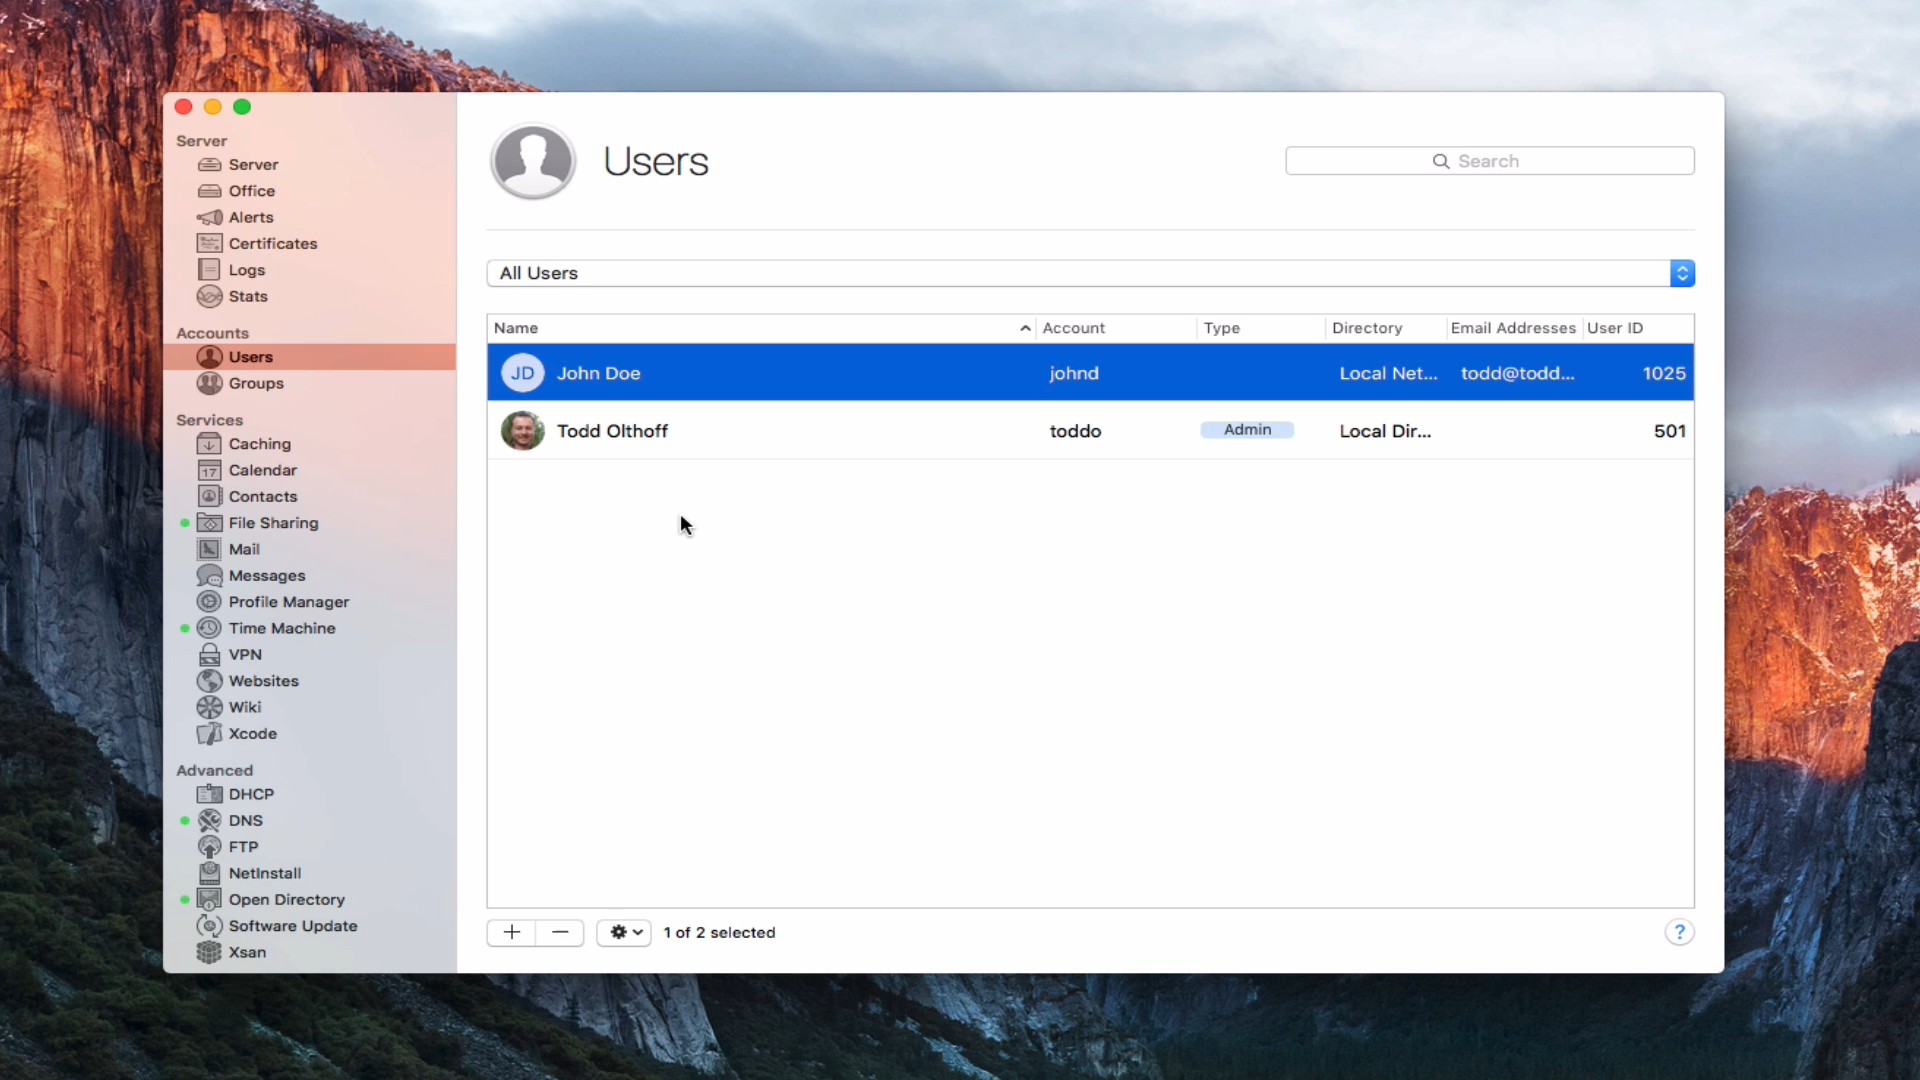 Server
Server
Office
Alerts
Certificates
Logs
Stats
Accounts
Users
Groups
Services
Caching
17 Calendar
Contacts
File Sharing
Mail
Messages
Profile Manager
Time Machine
VPN
Websites
Wiki
Xcode
Advanced
DHCP
DNS
FTP
NetInstall
Open Directory
Software Update
Xsan
Users
Search
All Users
Name Account Type Directory Email Addresses User ID
JD John Doe johnd Local Net... todd@todd... 1025
Todd Olthoff toddo Admin Local Dir... 501
1 of 2 selected
?